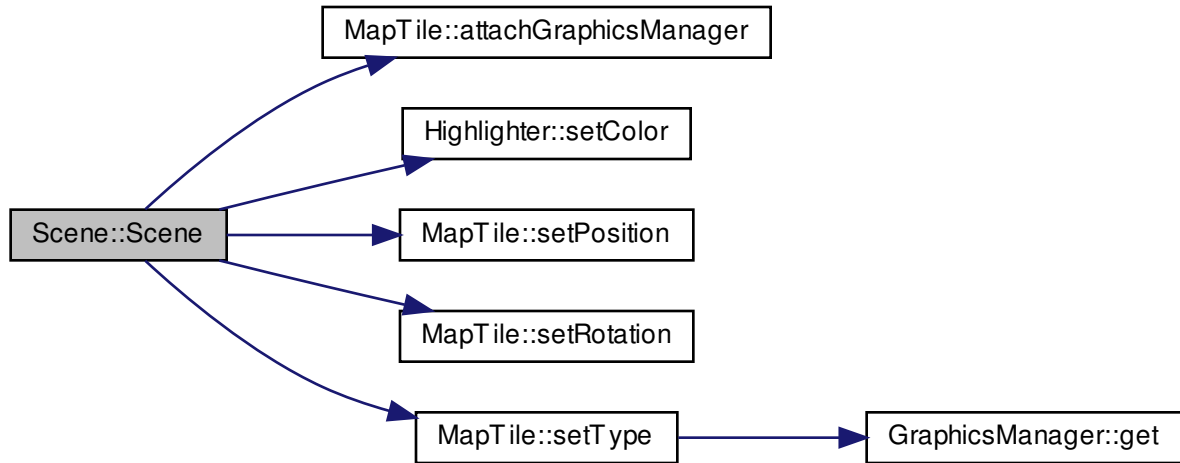 MapTile::attachGraphicsManager
Highlighter::setColor
Scene::Scene
MapTile::setPosition
MapTile::setRotation
MapTile::setType
GraphicsManager::get